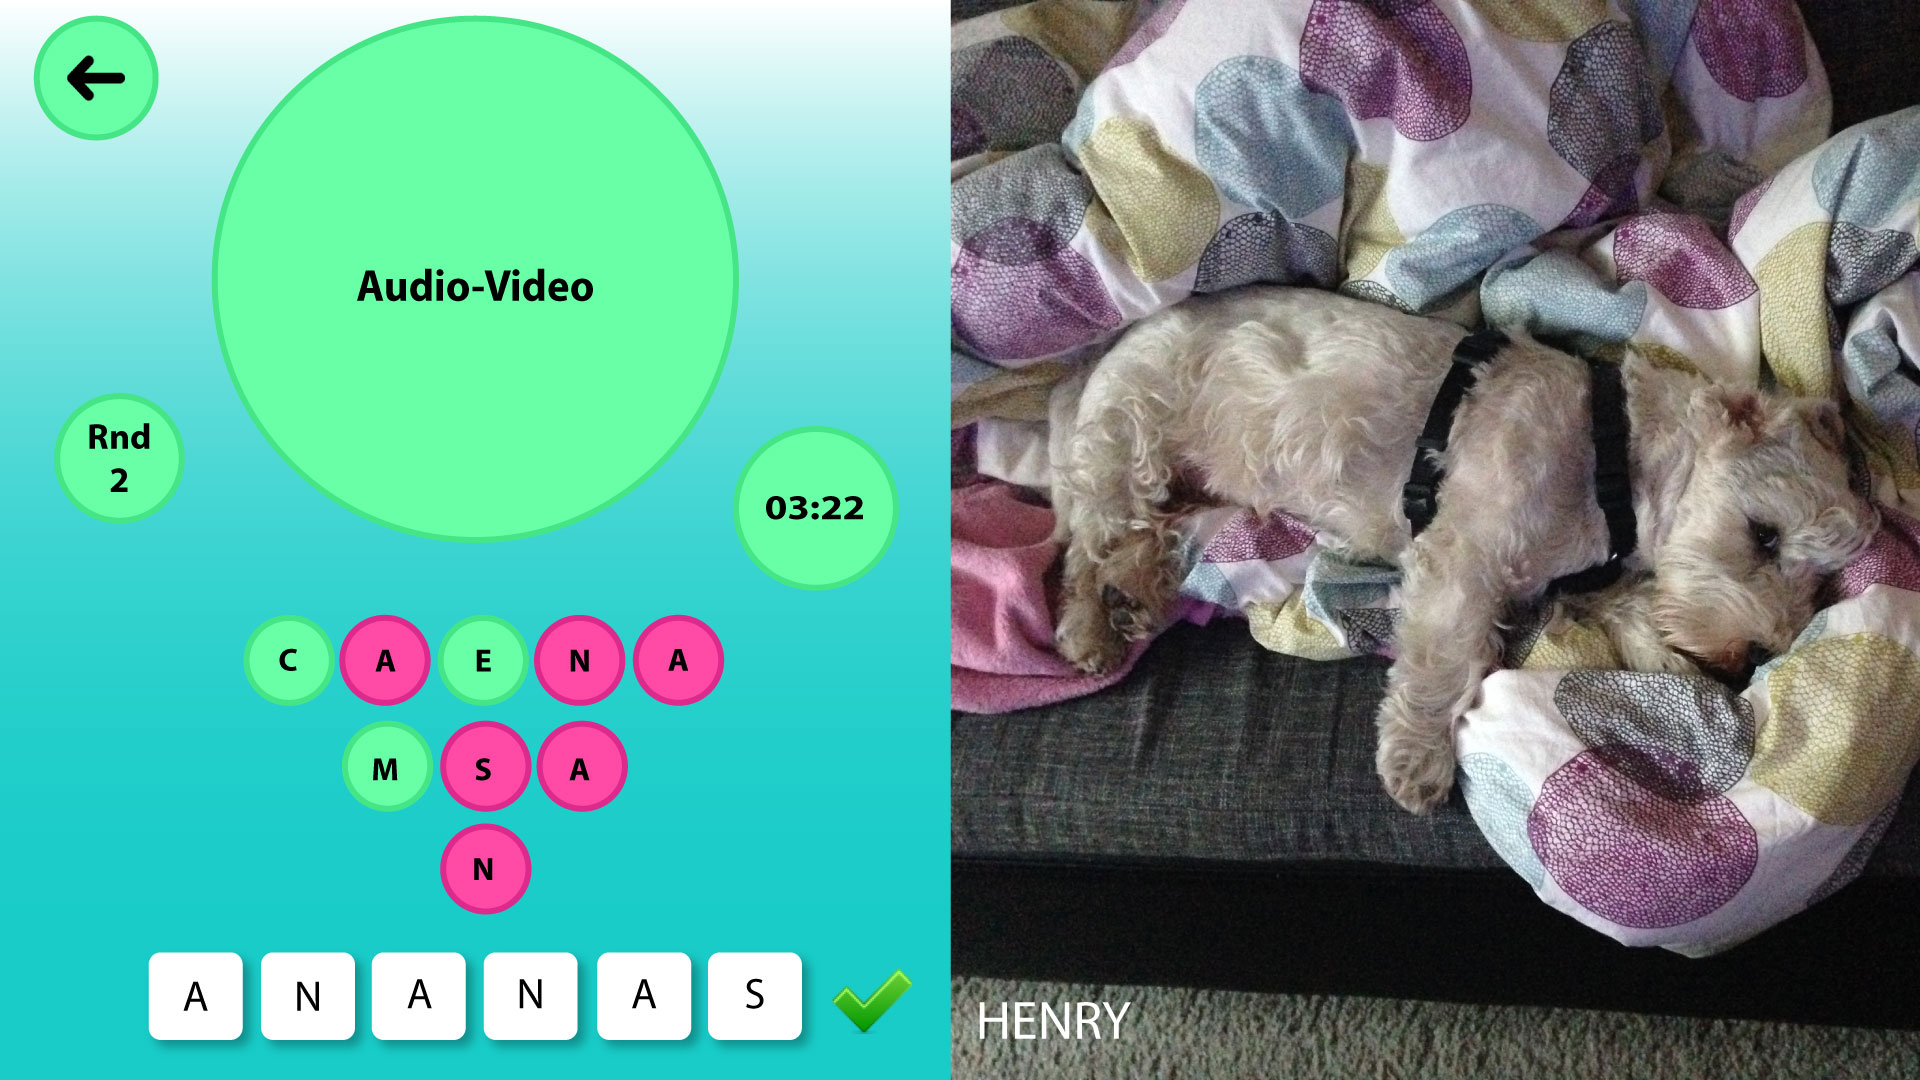 Audio-Video
Rnd
2
03:22
C A E N A
M S A
N
A N A N A S
HENRY